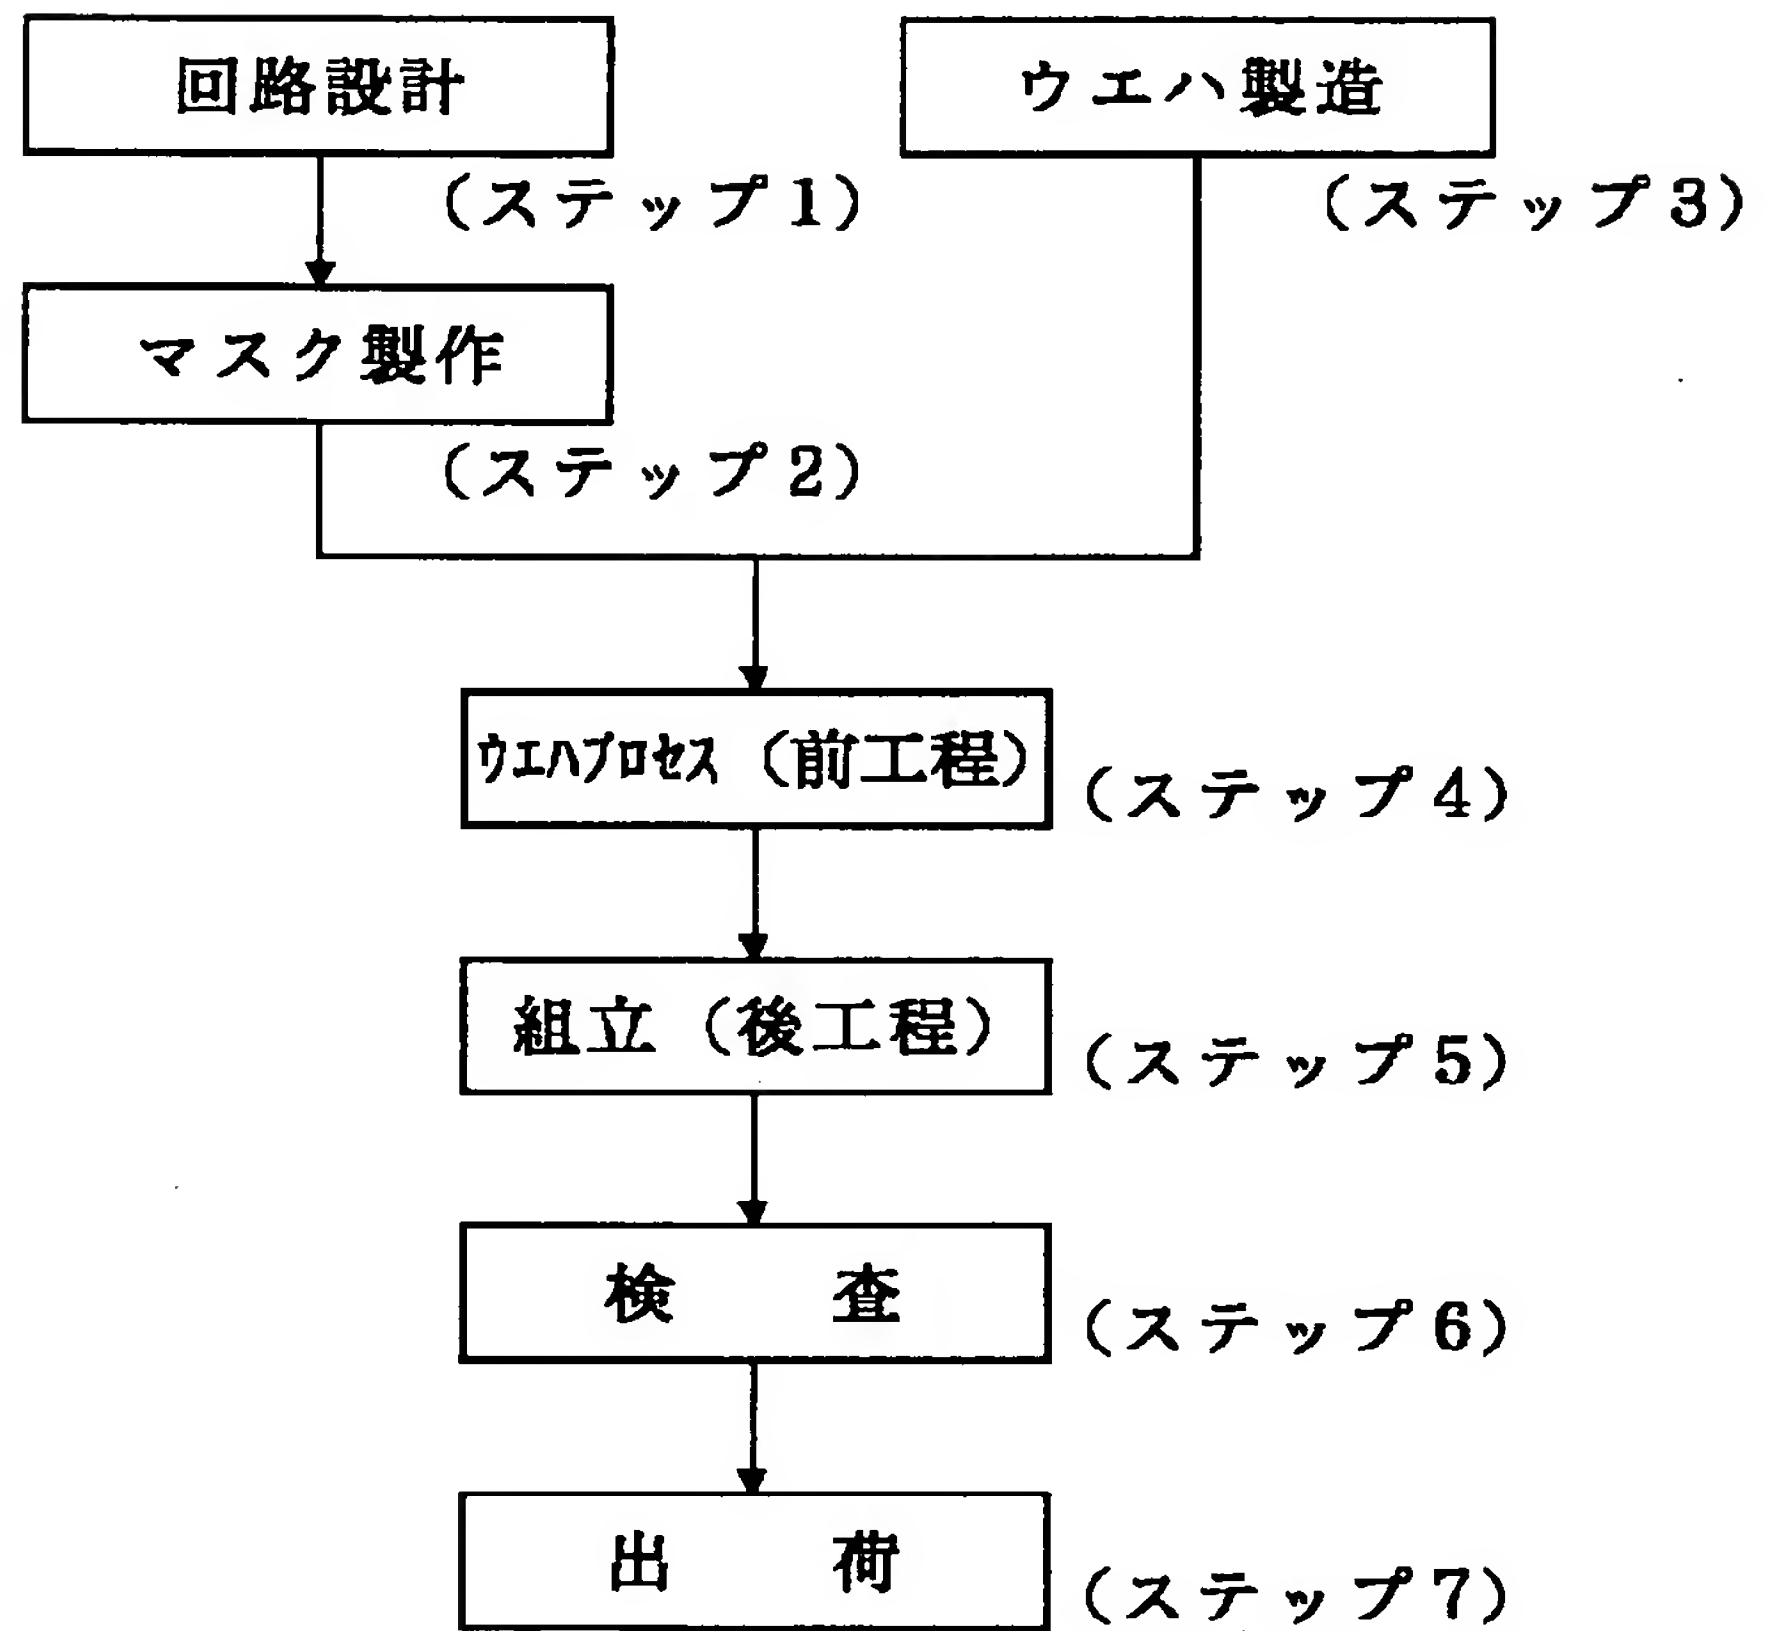 回路設計
ウエハ製造
(ステップ1)
(ステップ3)
マスク製作
(ステップ2)
ウエハプロセス(前工程)
(ステップ4)
組立(後工程)
(ステップ5)
検　査
(ステップ6)
出　荷
(ステップ7)